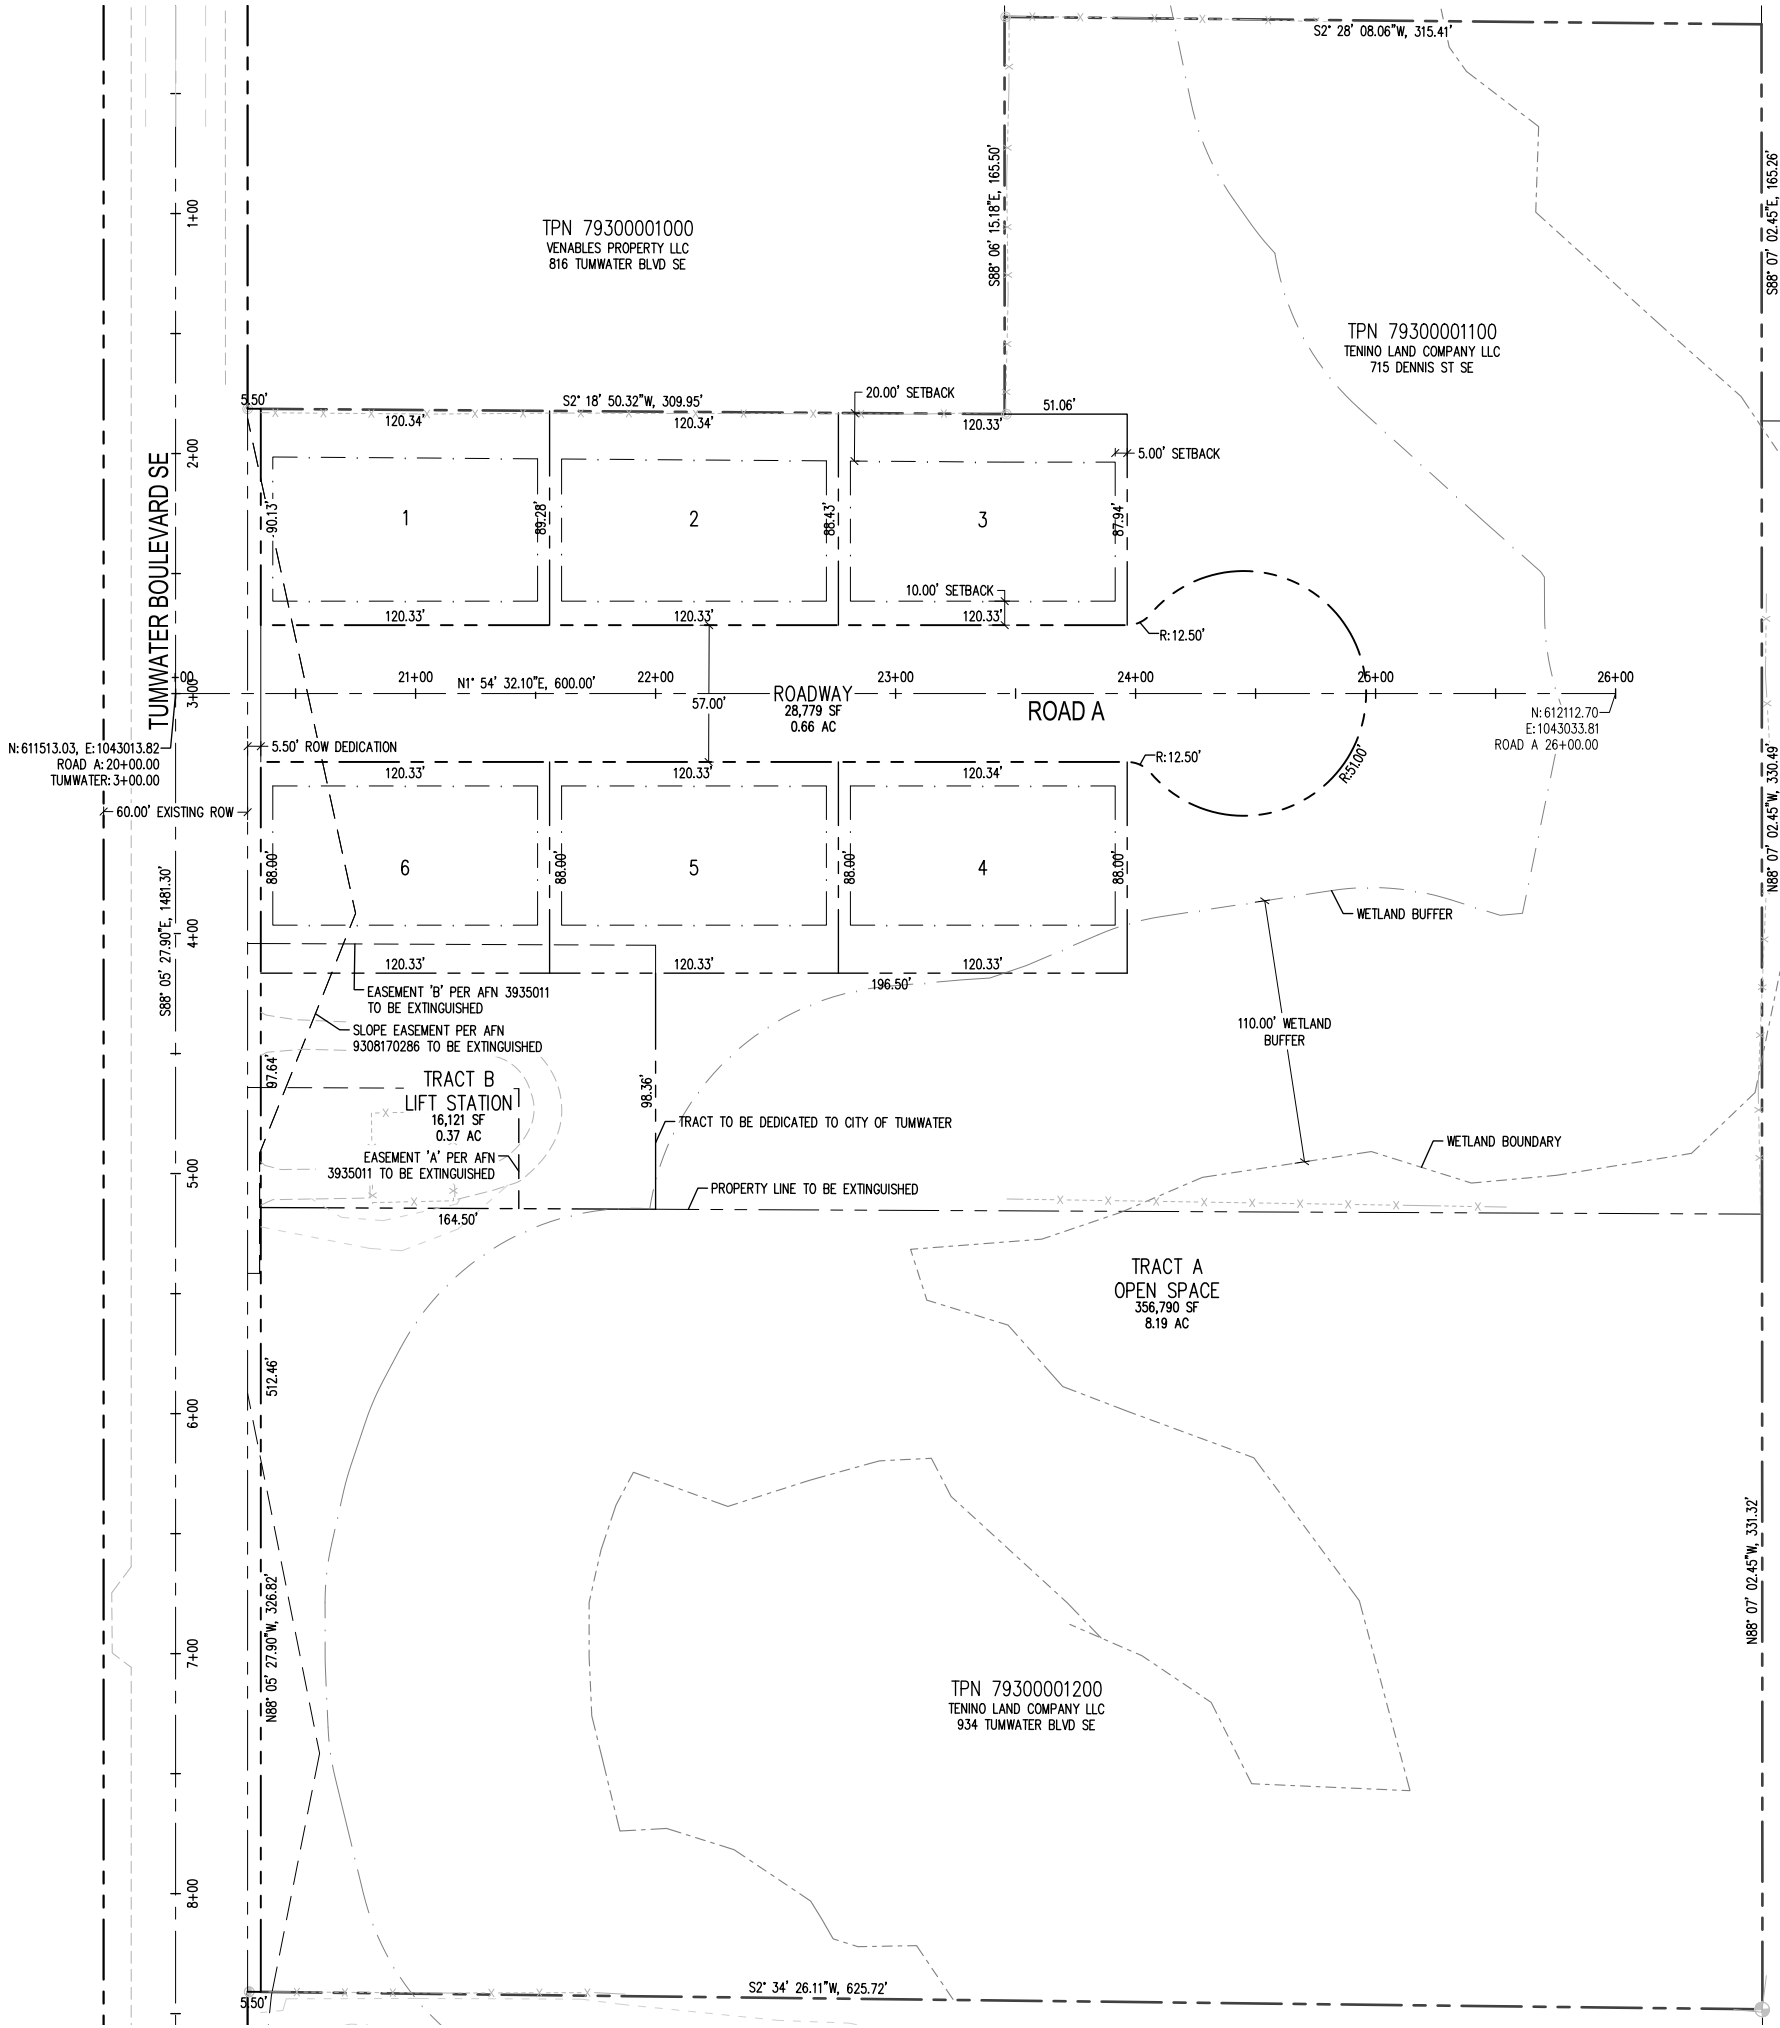 S2° 28' 08.06"W, 315.41'
S88° 06' 15.18"E, 165.50'
S88° 07' 02.45"E, 165.26'
1+00
TPN 79300001000
VENABLES PROPERTY LLC
816 TUMWATER BLVD SE
TPN 79300001100
TENINO LAND COMPANY LLC
715 DENNIS ST SE
5.50'
S2° 18' 50.32"W, 309.95'
20.00' SETBACK
51.06'
120.34'
120.34'
120.33'
2+00
TUMWATER BOULEVARD SE
5.00' SETBACK
90.13'
1
89.28'
2
88.43'
3
87.94'
10.00' SETBACK
120.33'
120.33'
120.33'
R:12.50'
+00
21+00
22+00
23+00
24+00
25+00
26+00
3+00
N1° 54' 32.10"E, 600.00'
57.00'
ROADWAY
28,779 SF
0.66 AC
ROAD A
N:612112.70
E:1043033.81
ROAD A 26+00.00
N:611513.03, E:1043013.82
ROAD A: 20+00.00
TUMWATER: 3+00.00
5.50' ROW DEDICATION
R:12.50'
R:51.00'
120.33'
120.33'
120.34'
60.00' EXISTING ROW
N88° 07' 02.45"W, 330.49'
88.00'
6
88.00'
5
88.00'
4
88.00'
S88° 05' 27.90"E, 1481.30'
4+00
WETLAND BUFFER
120.33'
120.33'
120.33'
196.50'
EASEMENT 'B' PER AFN 3935011
TO BE EXTINGUISHED
SLOPE EASEMENT PER AFN
9308170286 TO BE EXTINGUISHED
110.00' WETLAND
BUFFER
97.64'
TRACT B
LIFT STATION
16,121 SF
0.37 AC
98.36'
TRACT TO BE DEDICATED TO CITY OF TUMWATER
WETLAND BOUNDARY
EASEMENT 'A' PER AFN
3935011 TO BE EXTINGUISHED
5+00
PROPERTY LINE TO BE EXTINGUISHED
164.50'
TRACT A
OPEN SPACE
356,790 SF
8.19 AC
512.46'
6+00
N88° 05' 27.90"W, 326.82'
N88° 07' 02.45"W, 331.32'
7+00
TPN 79300001200
TENINO LAND COMPANY LLC
934 TUMWATER BLVD SE
8+00
S2° 34' 26.11"W, 625.72'
5.50'